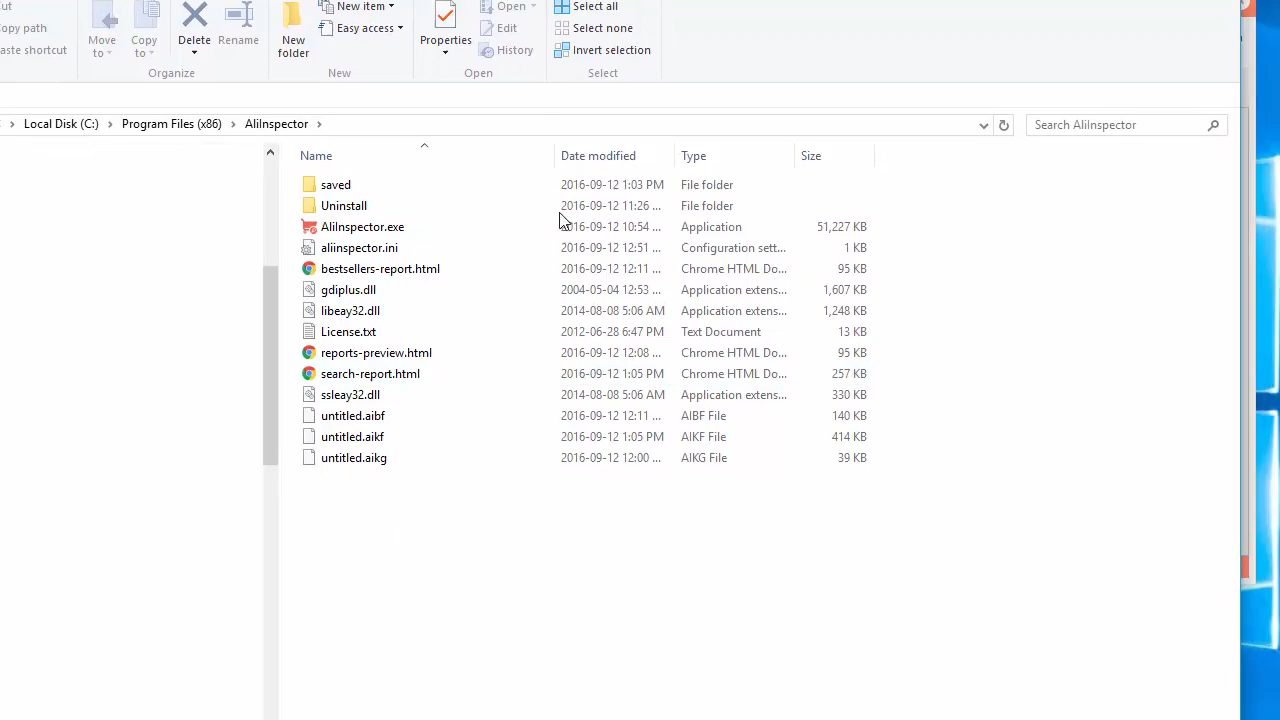 New item
Open
Select all
Easy access
Edit
Select none
Move to
Copy to
Delete
Rename
New folder
Properties
History
Invert selection
Organize
New
Open
Select
Local Disk (C:)
Program Files (x86)
AliInspector
Search AliInspector
Name Date modified Type Size
saved 2016-09-12 1:03 PM File folder
Uninstall 2016-09-12 11:26 ... File folder
AliInspector.exe 2016-09-12 10:54 ... Application 51,227 KB
aliinspector.ini 2016-09-12 12:51 ... Configuration sett... 1 KB
bestsellers-report.html 2016-09-12 12:11 ... Chrome HTML Do... 95 KB
gdiplus.dll 2004-05-04 12:53 ... Application extens... 1,607 KB
libeay32.dll 2014-08-08 5:06 AM Application extens... 1,248 KB
License.txt 2012-06-28 6:47 PM Text Document 13 KB
reports-preview.html 2016-09-12 12:08 ... Chrome HTML Do... 95 KB
search-report.html 2016-09-12 1:05 PM Chrome HTML Do... 257 KB
ssleay32.dll 2014-08-08 5:06 AM Application extens... 330 KB
untitled.aibf 2016-09-12 12:11 ... AIBF File 140 KB
untitled.aikf 2016-09-12 1:05 PM AIKF File 414 KB
untitled.aikg 2016-09-12 12:00 ... AIKG File 39 KB